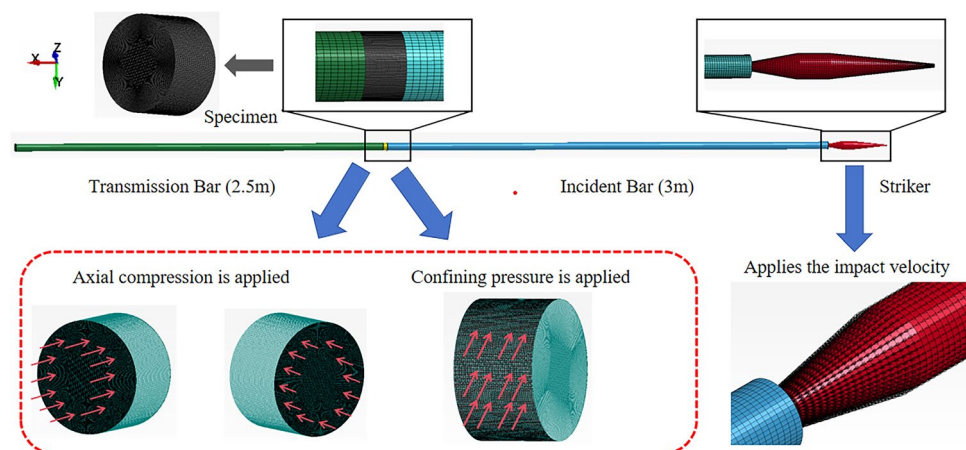 Z
X
Y
Specimen
Transmission Bar (2.5m)
Incident Bar (3m)
Striker
Axial compression is applied
Confining pressure is applied
Applies the impact velocity